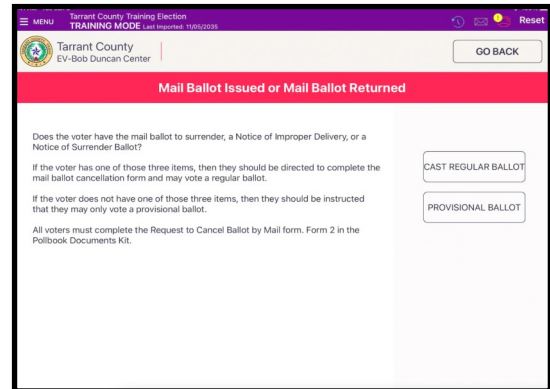 MENU
Tarrant County Training Election
TRAINING MODE Last Imported: 11/05/2035
Reset
Tarrant County
EV-Bob Duncan Center
GO BACK
Mail Ballot Issued or Mail Ballot Returned
Does the voter have the mail ballot to surrender, a Notice of Improper Delivery, or a
Notice of Surrender Ballot?
If the voter has one of those three items, then they should be directed to complete the
mail ballot cancellation form and may vote a regular ballot.
If the voter does not have one of those three items, then they should be instructed
that they may only vote a provisional ballot.
All voters must complete the Request to Cancel Ballot by Mail form. Form 2 in the
Pollbook Documents Kit.
CAST REGULAR BALLOT
PROVISIONAL BALLOT